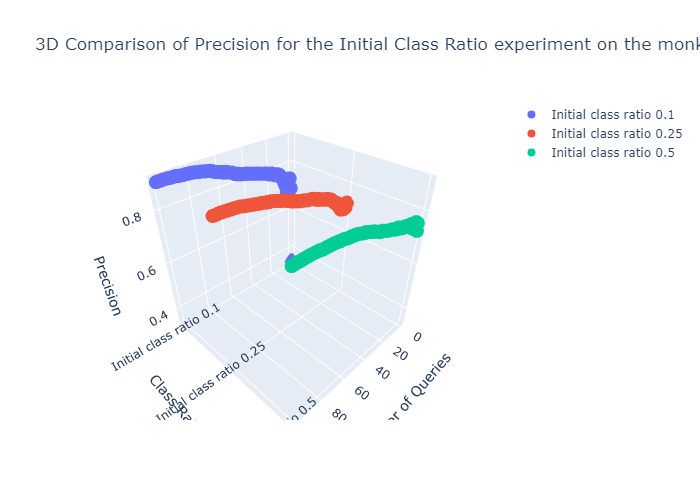 3D Comparison of Precision for the Initial Class Ratio experiment on the monk
Initial class ratio 0.1
Initial class ratio 0.25
Initial class ratio 0.5
0.8
0.6
0.4
Precision
Initial class ratio 0.1
Initial class ratio 0.25
0.5
Class
0
20
40
60
80
of Queries